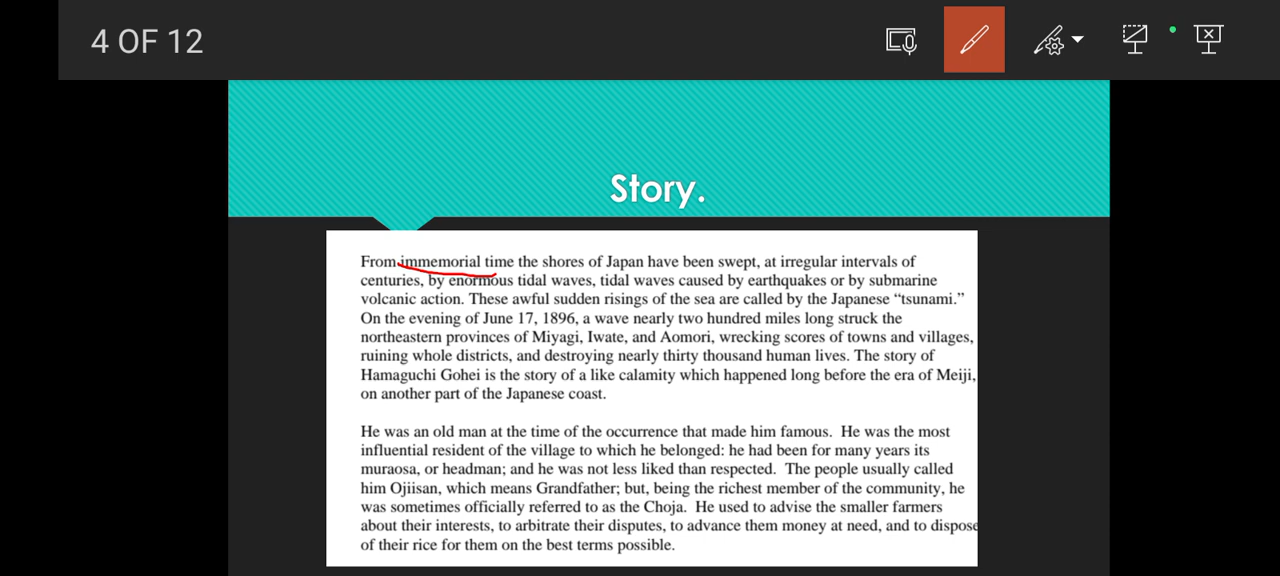 4 OF 12
Story.
From immemorial time the shores of Japan have been swept, at irregular intervals of
centuries, by enormous tidal waves, tidal waves caused by earthquakes or by submarine
volcanic action. These awful sudden risings of the sea are called by the Japanese “tsunami.”
On the evening of June 17, 1896, a wave nearly two hundred miles long struck the
northeastern provinces of Miyagi, Iwate, and Aomori, wrecking scores of towns and villages,
ruining whole districts, and destroying nearly thirty thousand human lives. The story of
Hamaguchi Gohei is the story of a like calamity which happened long before the era of Meiji,
on another part of the Japanese coast.
He was an old man at the time of the occurrence that made him famous. He was the most
influential resident of the village to which he belonged: he had been for many years its
muraosa, or headman; and he was not less liked than respected. The people usually called
him Ojiisan, which means Grandfather; but, being the richest member of the community, he
was sometimes officially referred to as the Choja. He used to advise the smaller farmers
about their interests, to arbitrate their disputes, to advance them money at need, and to dispose
of their rice for them on the best terms possible.